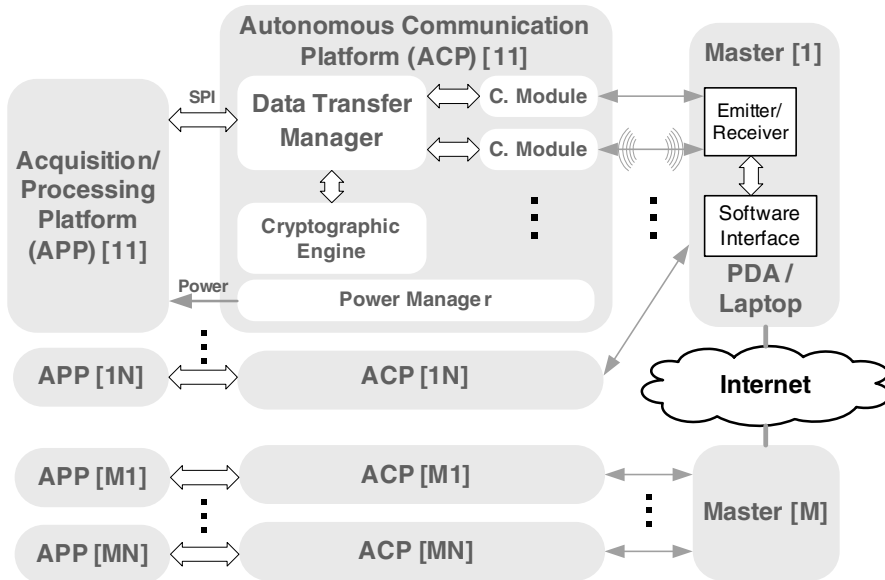 Autonomous Communication
Platform (ACP) [11]
Master [1]
SPI
Data Transfer
Manager
C. Module
C. Module
Emitter/
Receiver
Acquisition/
Processing
Platform
(APP) [11]
Cryptographic
Engine
Software
Interface
Power
Power Manager
PDA /
Laptop
APP [1N]
ACP [1N]
Internet
APP [M1]
ACP [M1]
Master [M]
APP [MN]
ACP [MN]